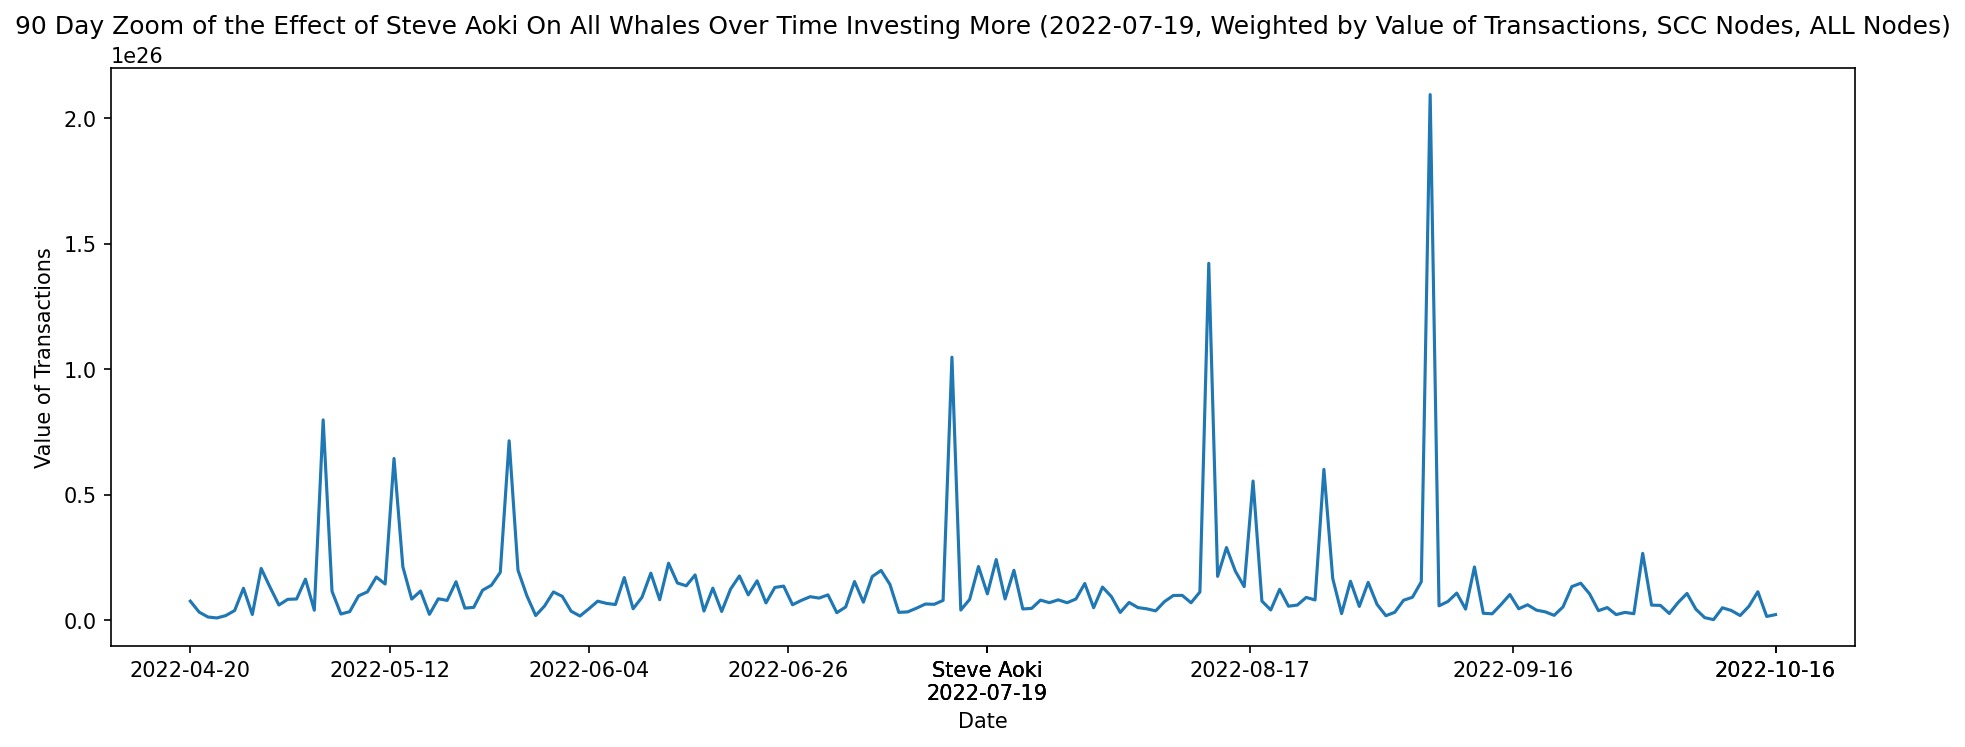 90 Day Zoom of the Effect of Steve Aoki On All Whales Over Time Investing More (2022-07-19, Weighted by Value of Transactions, SCC Nodes, ALL Nodes)
1e26
2.0
1.5
1.0
0.5
0.0
Value of Transactions
2022-04-20
2022-05-12
2022-06-04
2022-06-26
Steve Aoki
2022-07-19
2022-08-17
2022-09-16
2022-10-16
Date